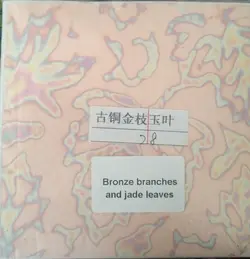 古铜金枝玉叶
28
Bronze branches
and jade leaves